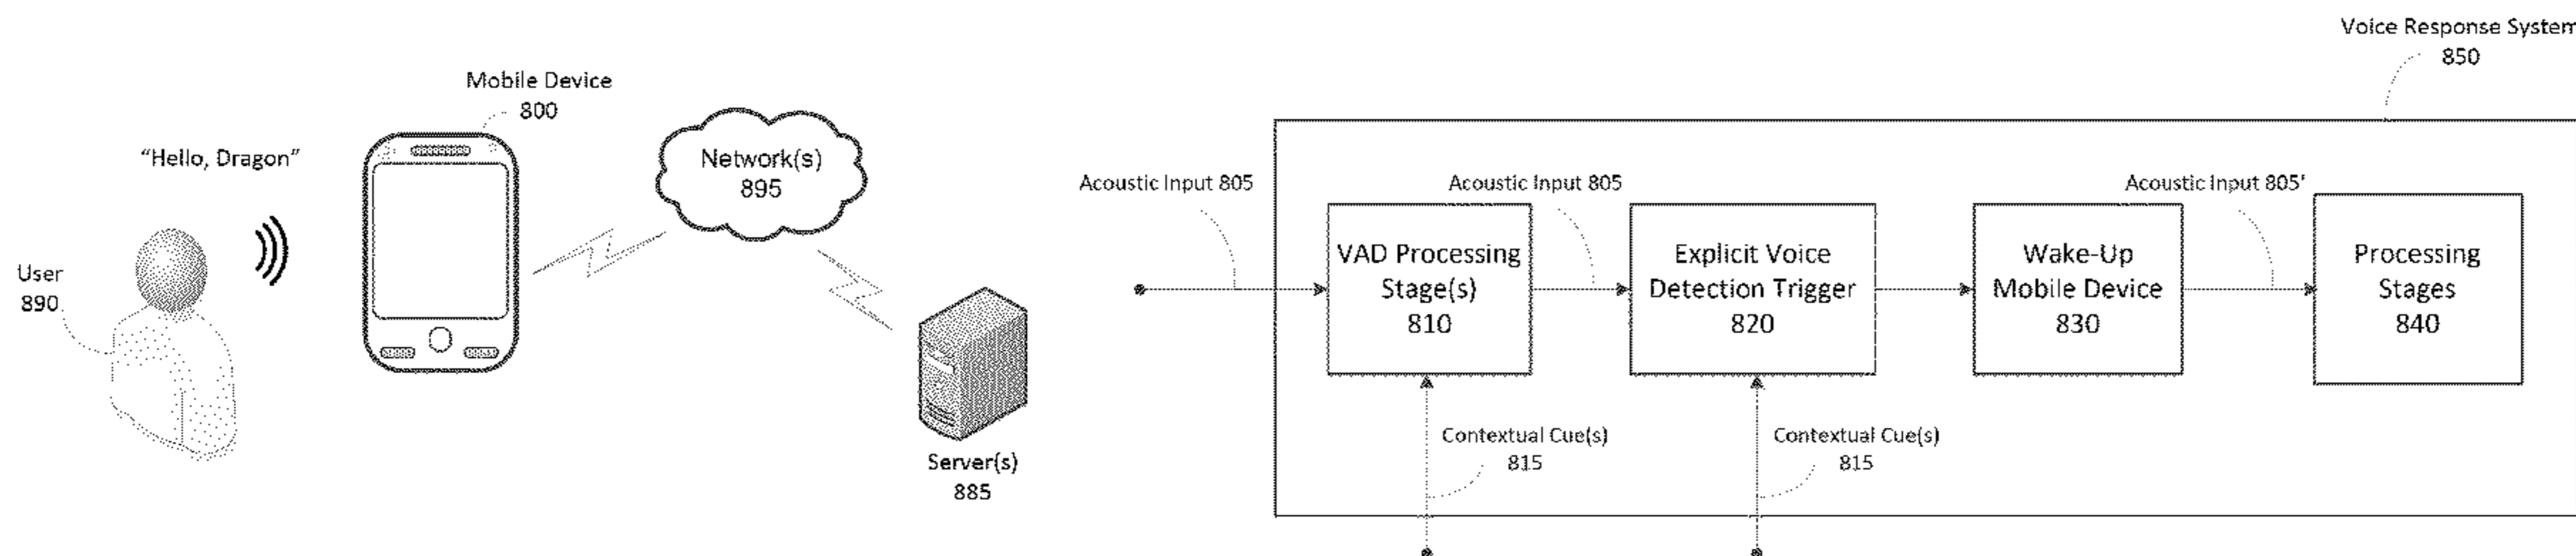 Voice Response System
850
Mobile Device
800
"Hello, Dragon"
Network(s)
895
User
890
Server(s)
885
Acoustic Input 805
Acoustic Input 805
Acoustic Input 805'
VAD Processing
Stage(s)
810
Explicit Voice
Detection Trigger
820
Wake-Up
Mobile Device
830
Processing
Stages
840
Contextual Cue(s)
815
Contextual Cue(s)
815